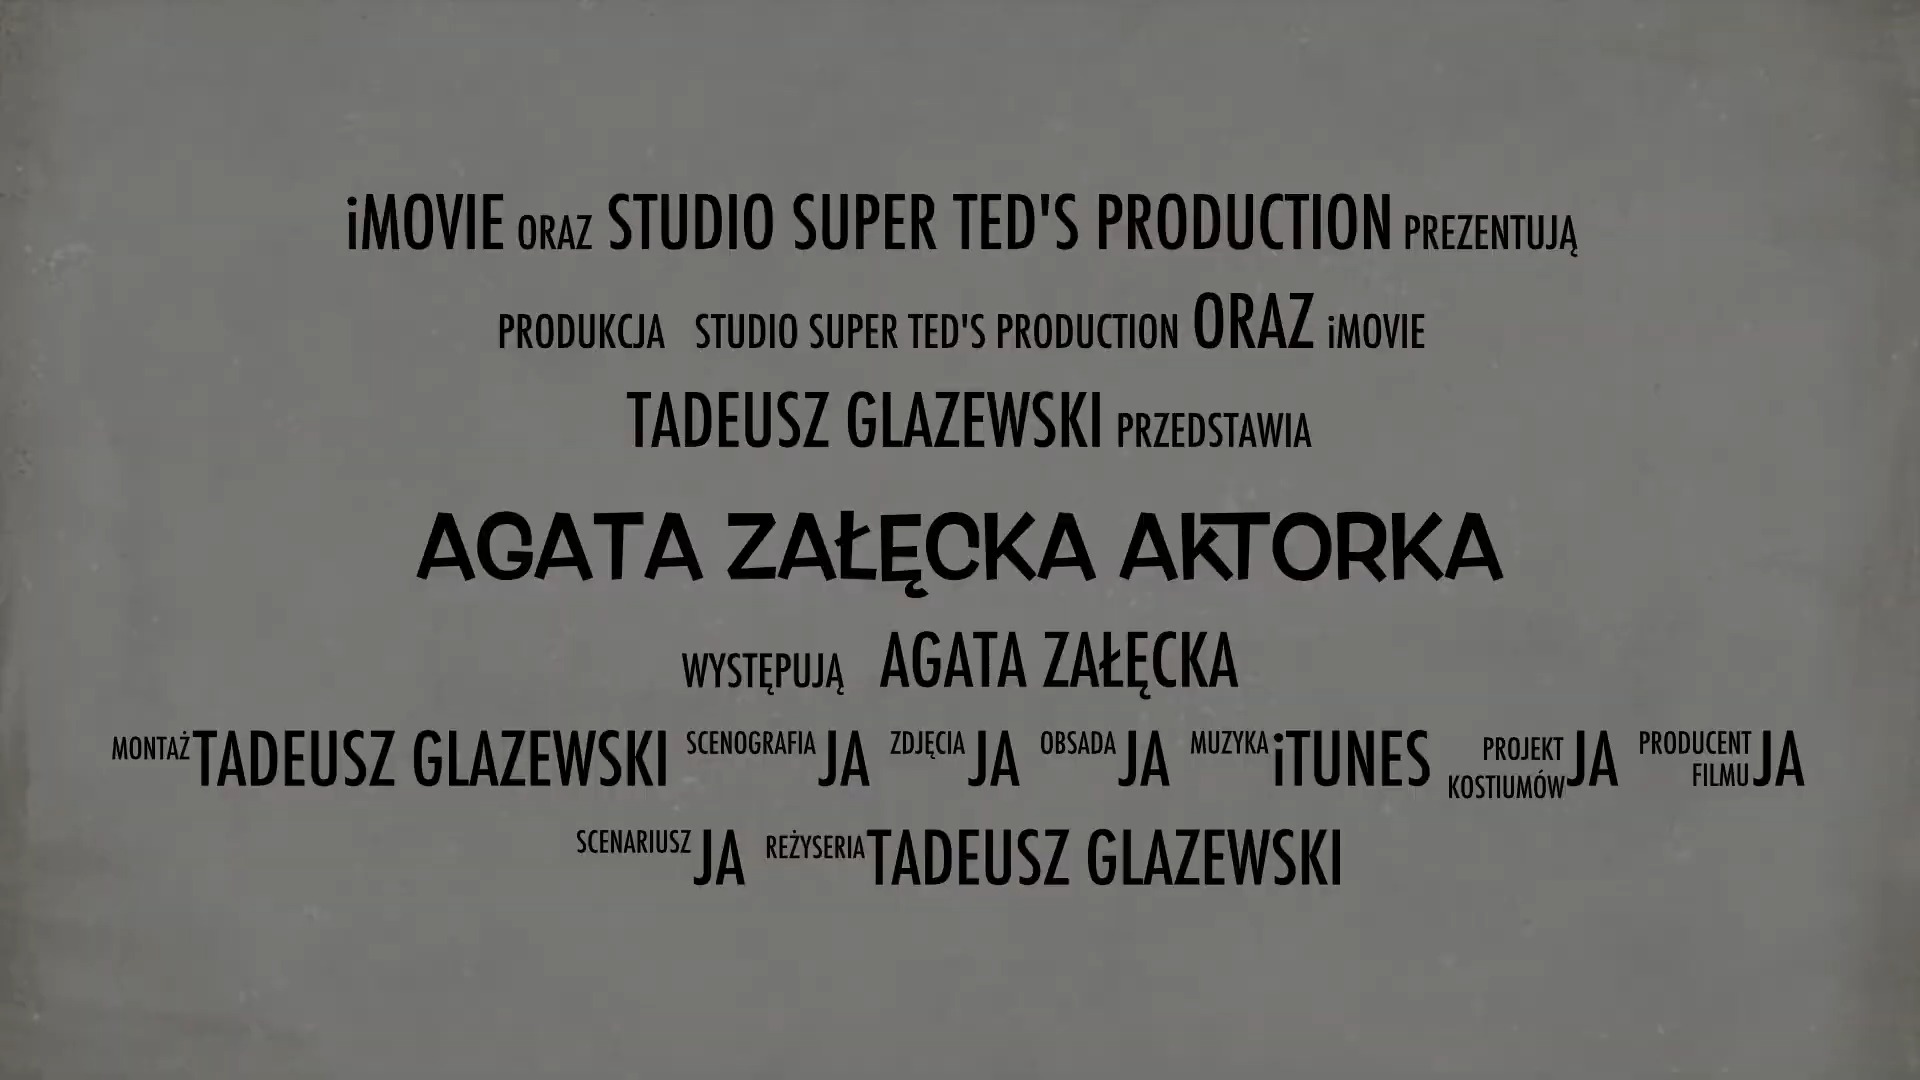 iMOVIE ORAZ STUDIO SUPER TED'S PRODUCTION PREZENTUJĄ
PRODUKCJA STUDIO SUPER TED'S PRODUCTION ORAZ iMOVIE
TADEUSZ GLAZEWSKI PRZEDSTAWIA
AGATA ZAŁĘCKA AKTORKA
WYSTĘPUJĄ AGATA ZAŁĘCKA
MONTAŻ TADEUSZ GLAZEWSKI SCENOGRAFIA JA ZDJĘCIA JA OBSADA JA MUZYKA iTUNES PROJEKT KOSTIUMÓW JA PRODUCENT FILMU JA
SCENARIUSZ JA REŻYSERIA TADEUSZ GLAZEWSKI